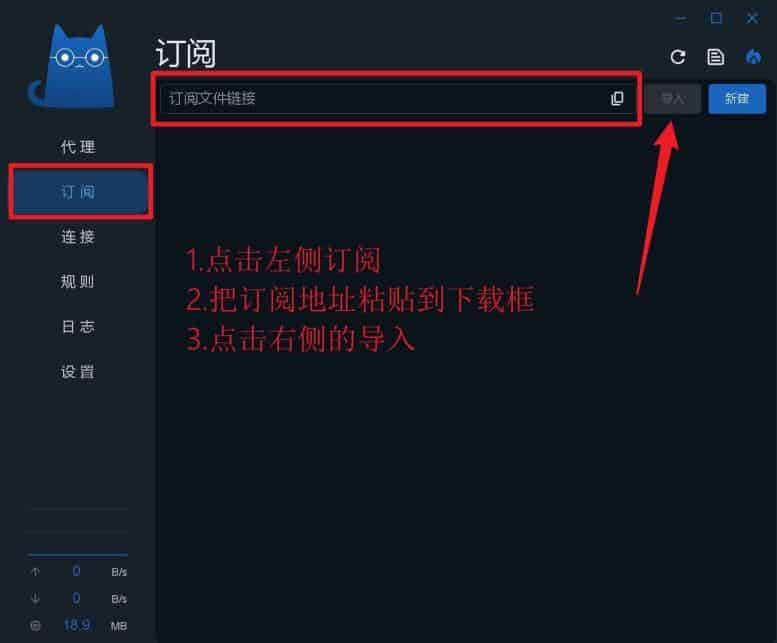 订阅
订阅文件链接
导入
新建
代理
订阅
连接
规则
日志
设置
1.点击左侧订阅
2.把订阅地址粘贴到下载框
3.点击右侧的导入
0 B/s
0 B/s
18.9 MB